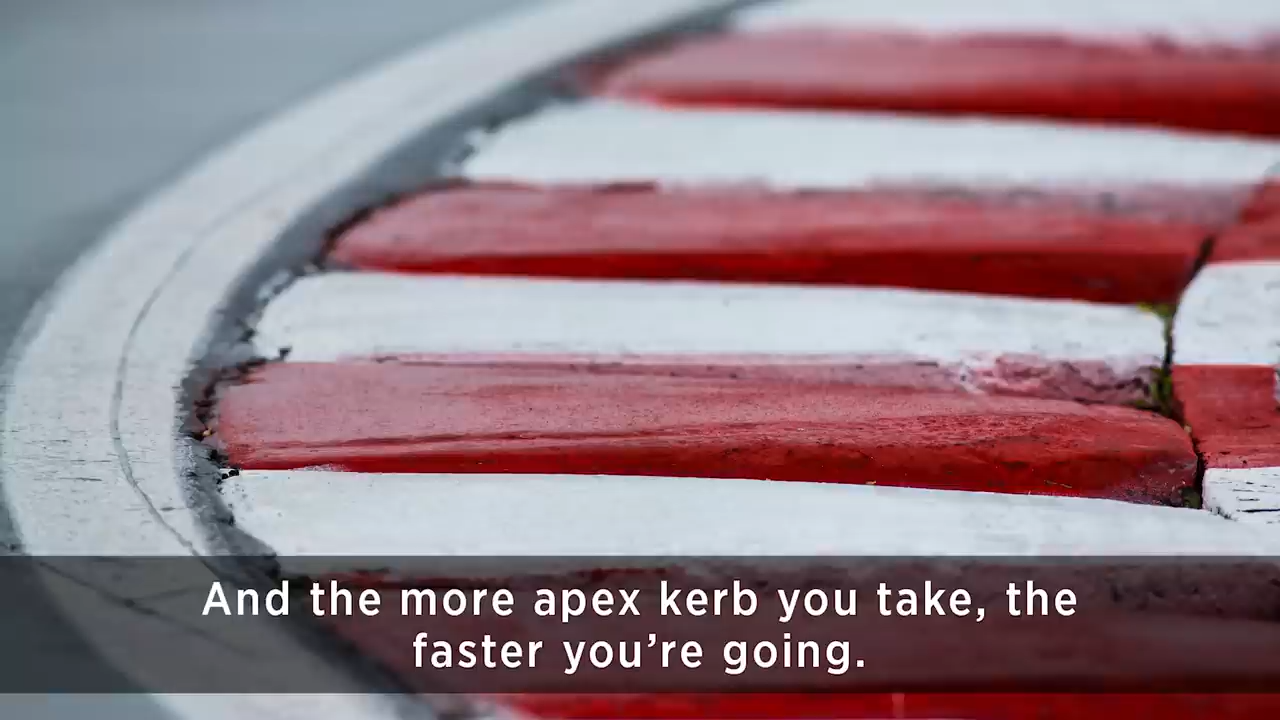 And the more apex kerb you take, the
faster you’re going.